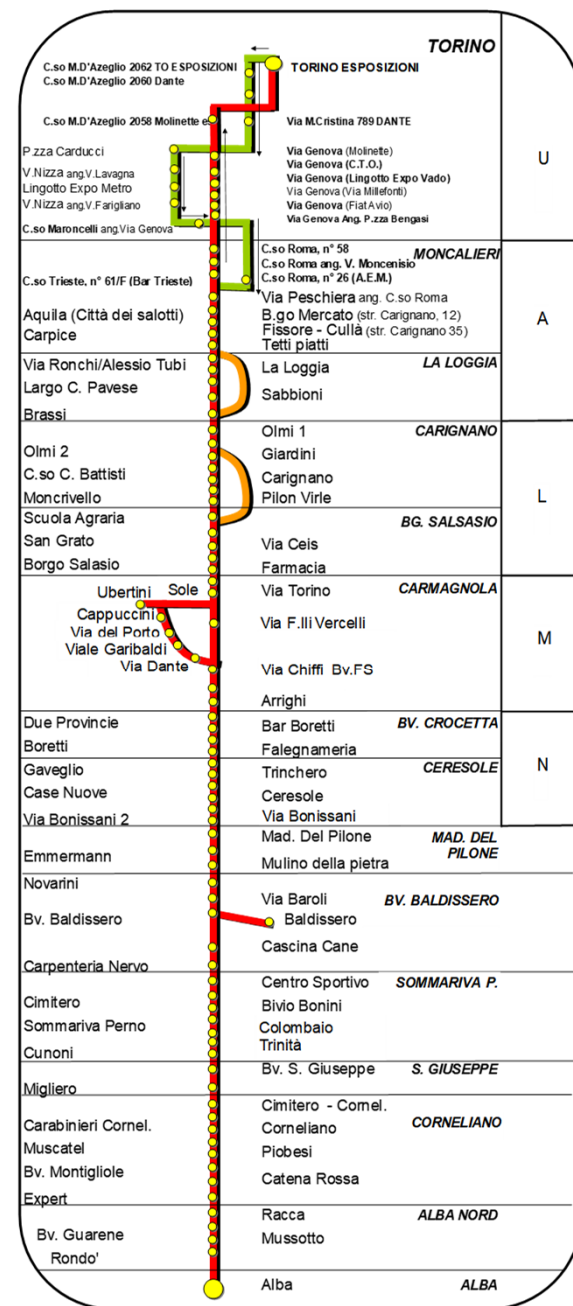 TORINO
C.so M.D'Azeglio 2062 TO ESPOSIZIONI
TORINO ESPOSIZIONI
C.so M.D'Azeglio 2060 Dante
C.so M.D'Azeglio 2058 Molinette es
Via M.Cristina 789 DANTE
P.zza Carducci
Via Genova (Molinette)
Via Genova (C.T.O.)
V.Nizza ang.V.Lavagna
Via Genova (Lingotto Expo Vado)
Lingotto Expo Metro
Via Genova (Via Millefonti)
V.Nizza ang.V.Farigliano
Via Genova (Fiat Avio)
Via Genova Ang. P.zza Bengasi
C.so Maroncelli ang.Via Genova
U
C.so Roma, n° 58
MONCALIERI
C.so Roma ang. V. Moncenisio
C.so Trieste, n° 61/F (Bar Trieste)
C.so Roma, n° 26 (A.E.M.)
Via Peschiera ang. C.so Roma
Aquila (Città dei salotti)
B.go Mercato (str. Carignano, 12)
Carpice
Fissore - Cullà (str. Carignano 35)
Tetti piatti
A
Via Ronchi/Alessio Tubi
La Loggia
LA LOGGIA
Largo C. Pavese
Sabbioni
Brassi
Olmi 1
CARIGNANO
Olmi 2
Giardini
C.so C. Battisti
Carignano
Moncrivello
Pilon Virle
L
Scuola Agraria
BG. SALSASIO
San Grato
Via Ceis
Borgo Salasio
Farmacia
Ubertini
Sole
Via Torino
CARMAGNOLA
Cappuccini
Via del Porto
Via F.lli Vercelli
Viale Garibaldi
Via Dante
Via Chiffi Bv.FS
Arrighi
M
Due Provincie
Bar Boretti
BV. CROCETTA
Boretti
Falegnameria
Gaveglio
Trinchero
CERESOLE
Case Nuove
Ceresole
Via Bonissani 2
Via Bonissani
N
Mad. Del Pilone
MAD. DEL
PILONE
Emmermann
Mulino della pietra
Novarini
Via Baroli
BV. BALDISSERO
Bv. Baldissero
Baldissero
Cascina Cane
Carpenteria Nervo
Centro Sportivo
SOMMARIVA P.
Cimitero
Bivio Bonini
Sommariva Perno
Colombaio
Trinità
Cunoni
Bv. S. Giuseppe
S. GIUSEPPE
Migliero
Cimitero - Cornel.
Carabinieri Cornel.
Corneliano
CORNELIANO
Muscatel
Piobesi
Bv. Montigliole
Catena Rossa
Expert
Racca
ALBA NORD
Bv. Guarene
Mussotto
Rondo'
Alba
ALBA